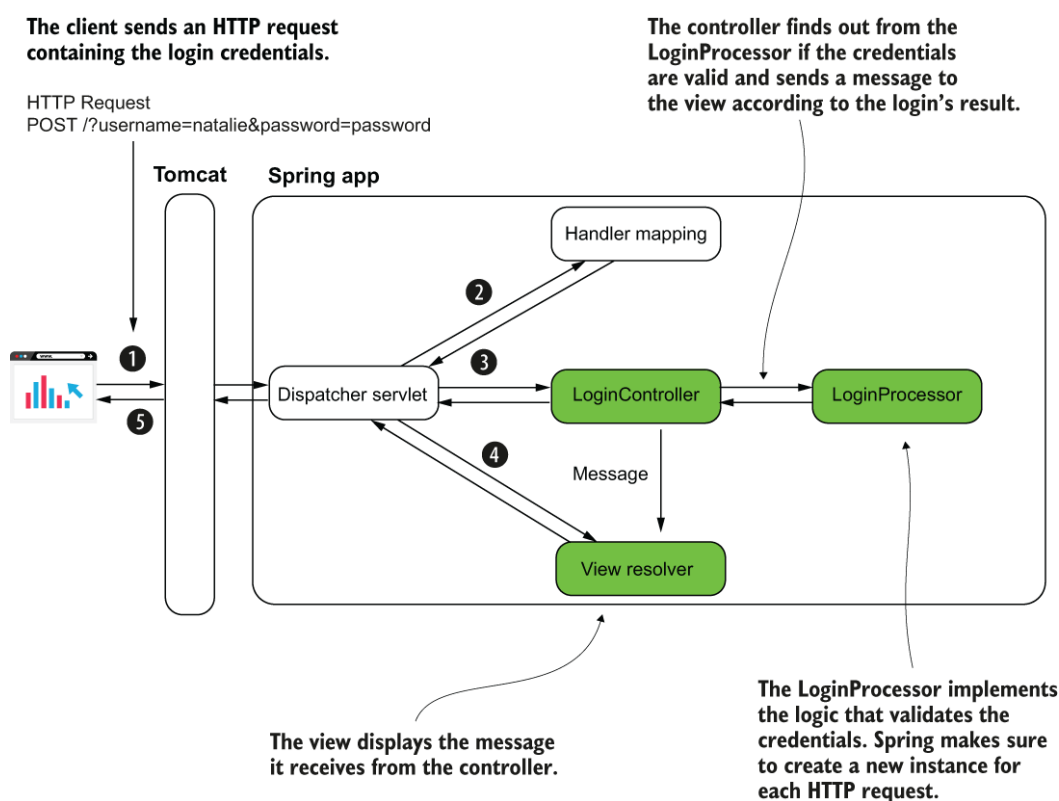 The client sends an HTTP request
containing the login credentials.
HTTP Request
POST /?username=natalie&password=password
The controller finds out from the
LoginProcessor if the credentials
are valid and sends a message to
the view according to the login's result.
Tomcat
Spring app
Handler mapping
2
1
3
Dispatcher servlet
LoginController
LoginProcessor
5
4
Message
View resolver
The view displays the message
it receives from the controller.
The LoginProcessor implements
the logic that validates the
credentials. Spring makes sure
to create a new instance for
each HTTP request.